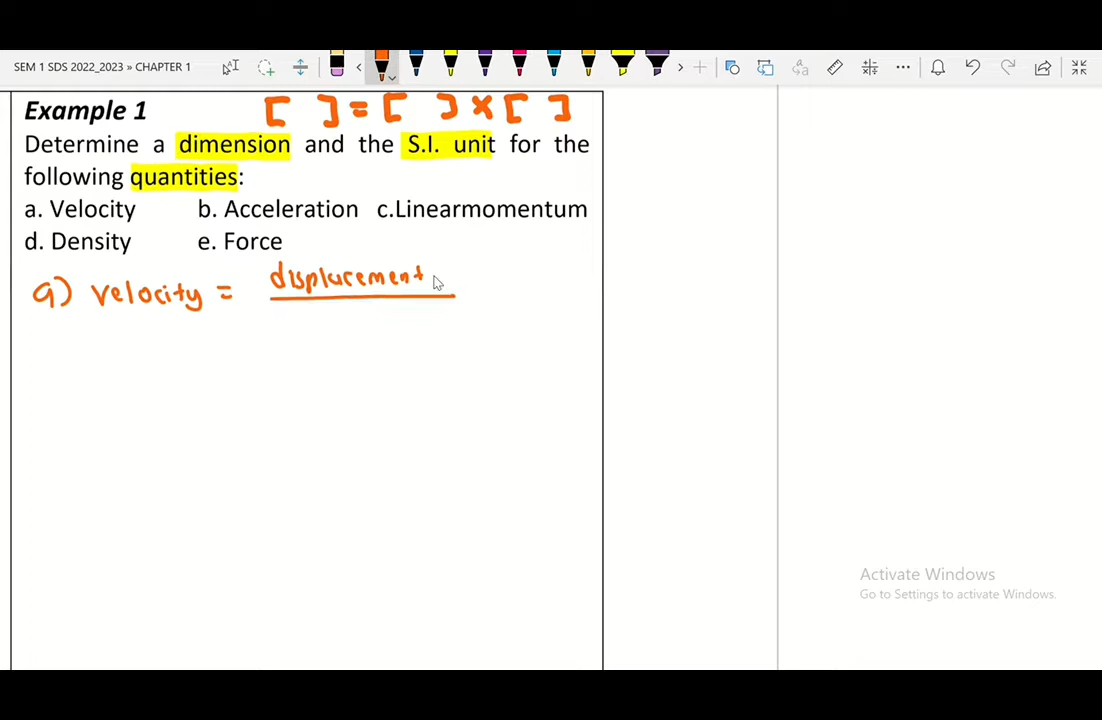 SEM 1 SDS 2022_2023 » CHAPTER 1
Example 1 [ ] = [ ] × [ ]
Determine a dimension and the S.I. unit for the
following quantities:
a. Velocity b. Acceleration c.Linearmomentum
d. Density e. Force
a) velocity = displacement
Activate Windows
Go to Settings to activate Windows.